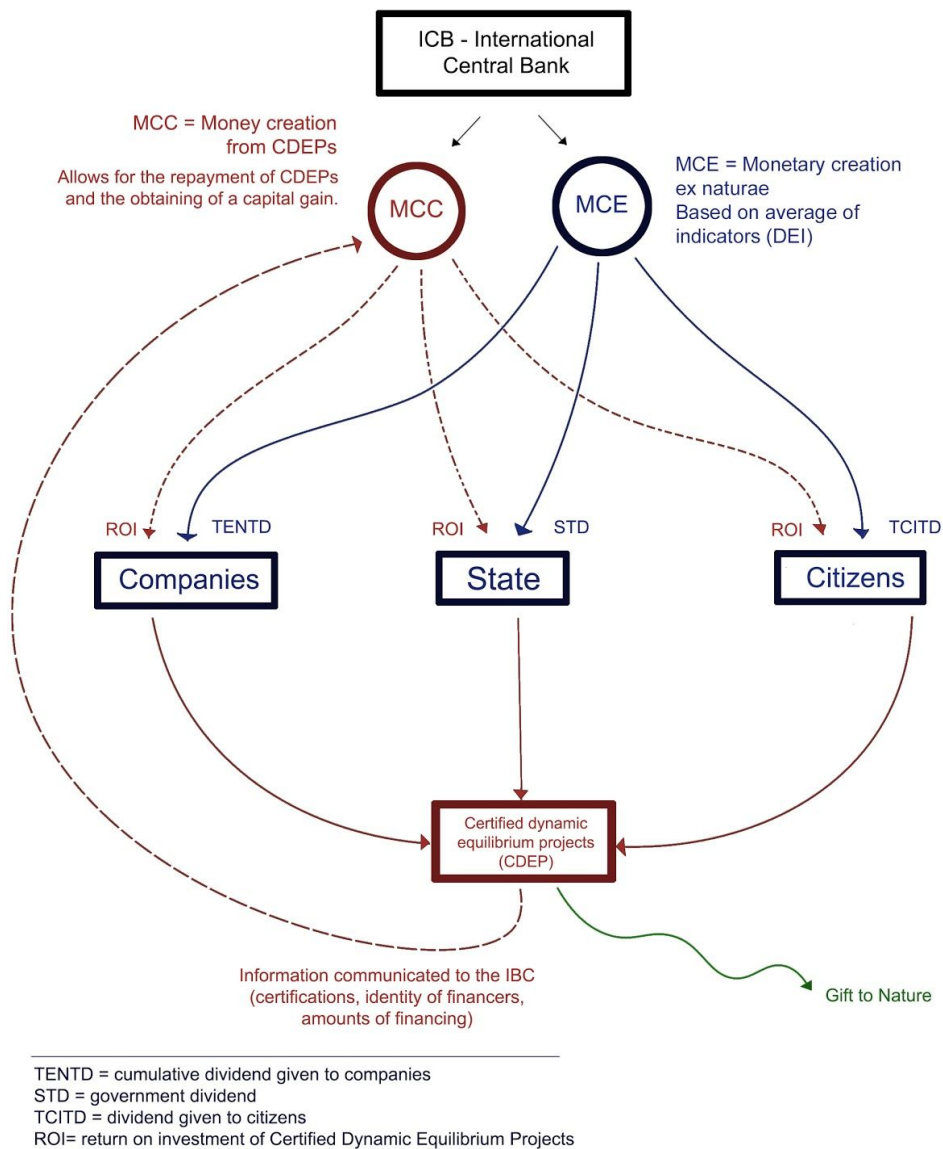 ICB - International
Central Bank
MCC = Money creation
from CDEPs
Allows for the repayment of CDEPs
and the obtaining of a capital gain.
MCC
MCE
MCE = Monetary creation
ex naturae
Based on average of
indicators (DEI)
ROI
TENTD
ROI
STD
ROI
TCITD
Companies
State
Citizens
Certified dynamic
equilibrium projects
(CDEP)
Information communicated to the IBC
(certifications, identity of financers,
amounts of financing)
Gift to Nature
TENTD = cumulative dividend given to companies
STD = government dividend
TCITD = dividend given to citizens
ROI= return on investment of Certified Dynamic Equilibrium Projects